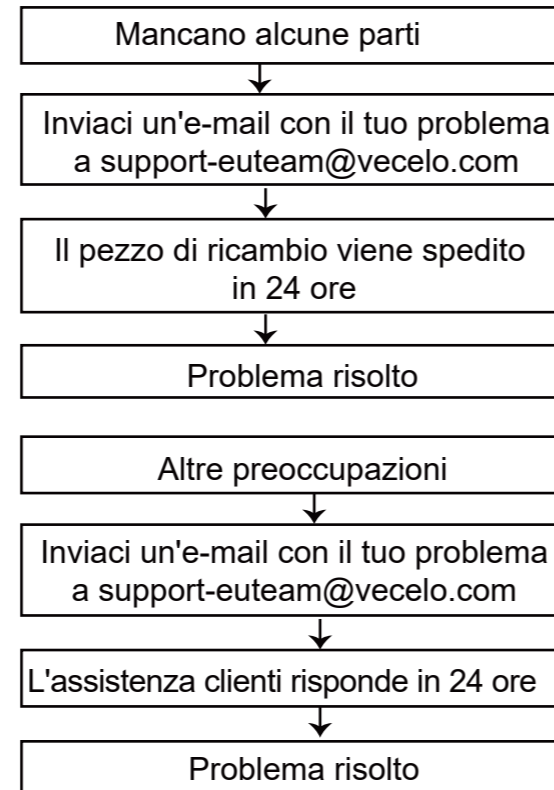 Mancano alcune parti
Inviaci un'e-mail con il tuo problema
a support-euteam@vecelo.com
Il pezzo di ricambio viene spedito
in 24 ore
Problema risolto
Altre preoccupazioni
Inviaci un'e-mail con il tuo problema
a support-euteam@vecelo.com
L'assistenza clienti risponde in 24 ore
Problema risolto